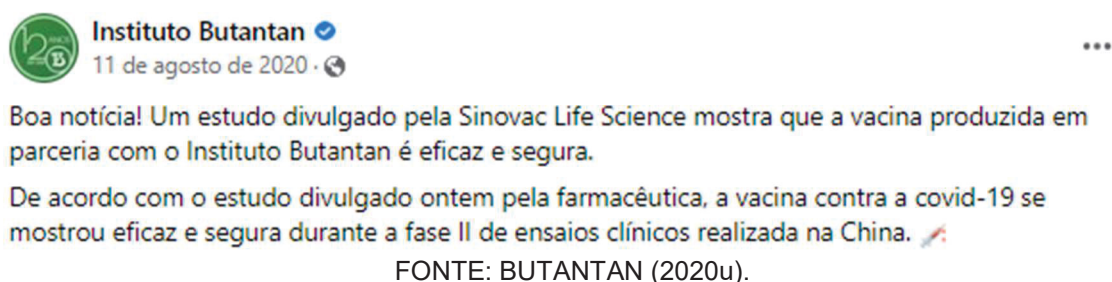 120 ANOS
Instituto Butantan
11 de agosto de 2020 ·
Boa notícia! Um estudo divulgado pela Sinovac Life Science mostra que a vacina produzida em
parceria com o Instituto Butantan é eficaz e segura.
De acordo com o estudo divulgado ontem pela farmacêutica, a vacina contra a covid-19 se
mostrou eficaz e segura durante a fase II de ensaios clínicos realizada na China.
FONTE: BUTANTAN (2020u).